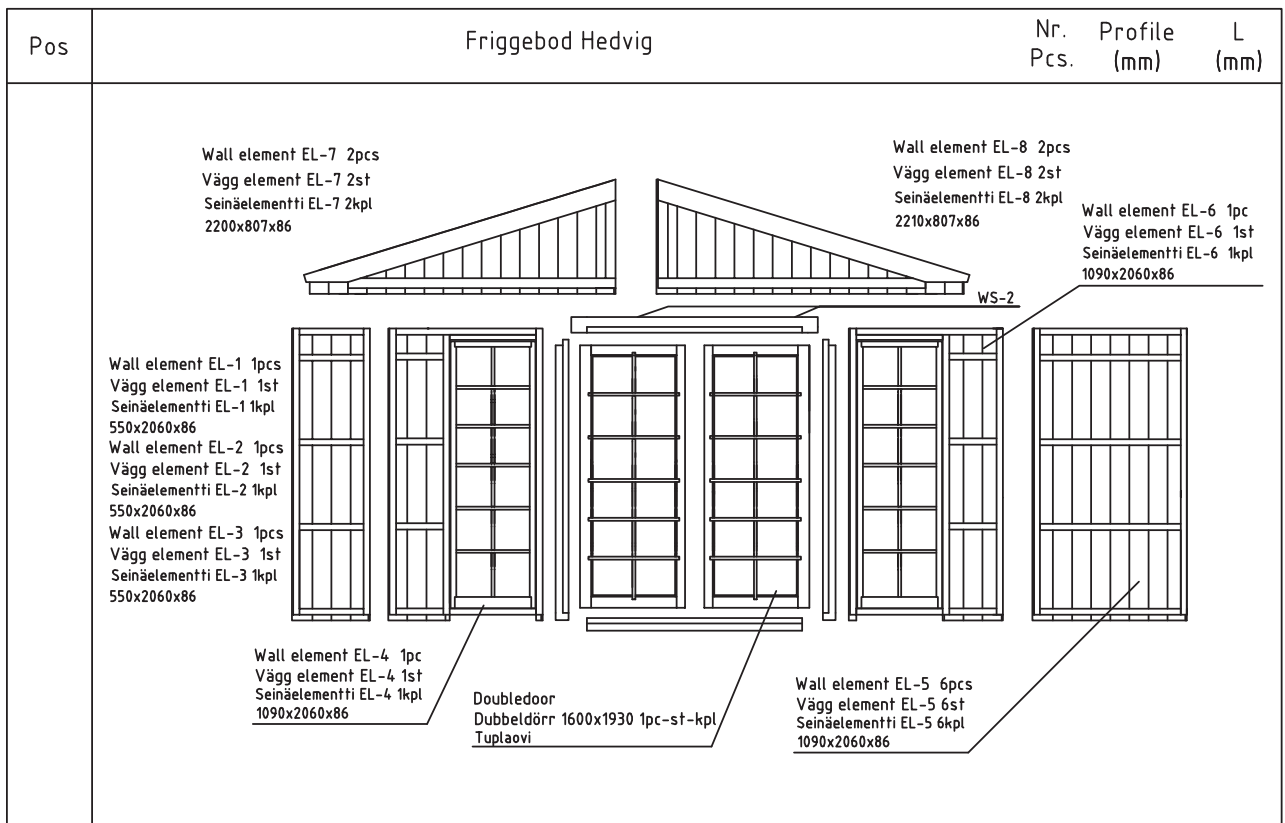 Pos
Friggebod Hedvig
Nr. Pcs.
Profile (mm)
L (mm)
Wall element EL-7 2pcs
Vägg element EL-7 2st
Seinäelementti EL-7 2kpl
2200x807x86
Wall element EL-8 2pcs
Vägg element EL-8 2st
Seinäelementti EL-8 2kpl
2210x807x86
Wall element EL-6 1pc
Vägg element EL-6 1st
Seinäelementti EL-6 1kpl
1090x2060x86
WS-2
Wall element EL-1 1pcs
Vägg element EL-1 1st
Seinäelementti EL-1 1kpl
550x2060x86
Wall element EL-2 1pcs
Vägg element EL-2 1st
Seinäelementti EL-2 1kpl
550x2060x86
Wall element EL-3 1pcs
Vägg element EL-3 1st
Seinäelementti EL-3 1kpl
550x2060x86
Wall element EL-4 1pc
Vägg element EL-4 1st
Seinäelementti EL-4 1kpl
1090x2060x86
Doubledoor
Dubbeldörr 1600x1930 1pc-st-kpl
Tuplaovi
Wall element EL-5 6pcs
Vägg element EL-5 6st
Seinäelementti EL-5 6kpl
1090x2060x86